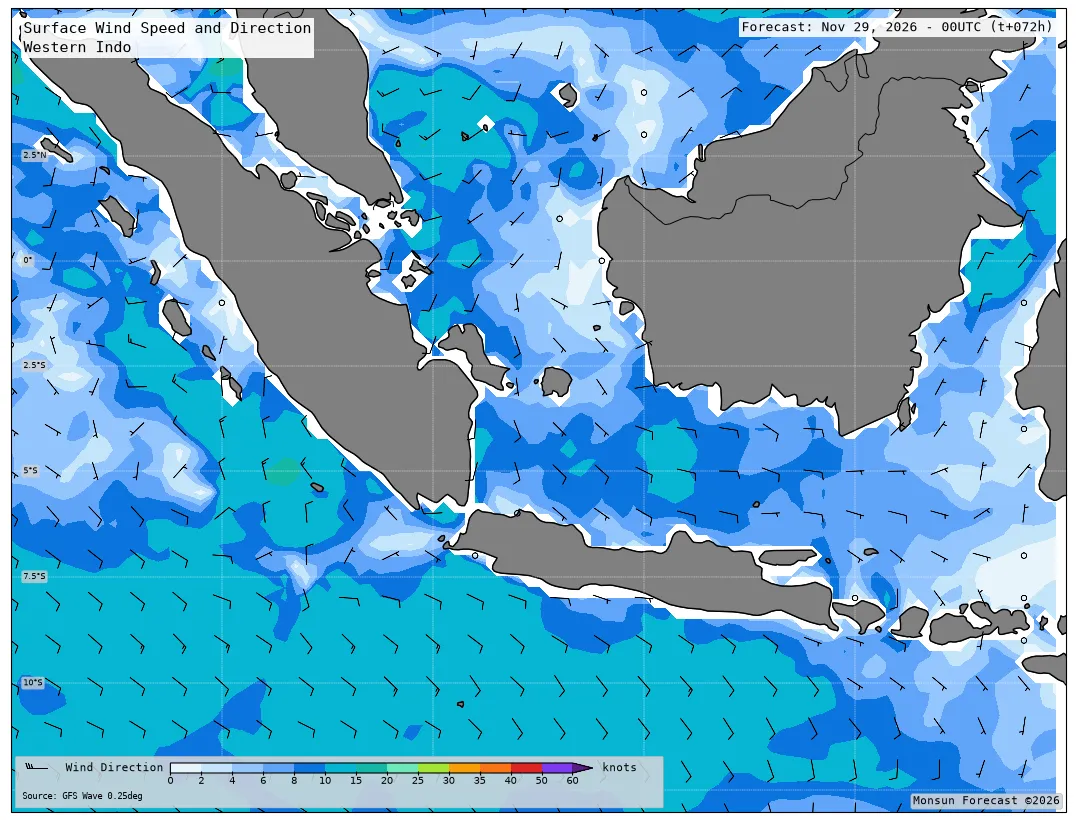 Surface Wind Speed and Direction
Western Indo
Forecast: Nov 29, 2026 - 00UTC (t+072h)
2.5°N
0°
2.5°S
5°S
7.5°S
10°S
Wind Direction
0 2 4 6 8 10 15 20 25 30 35 40 45 50 60
knots
Source: GFS Wave 0.25deg
Monsun Forecast ©2026